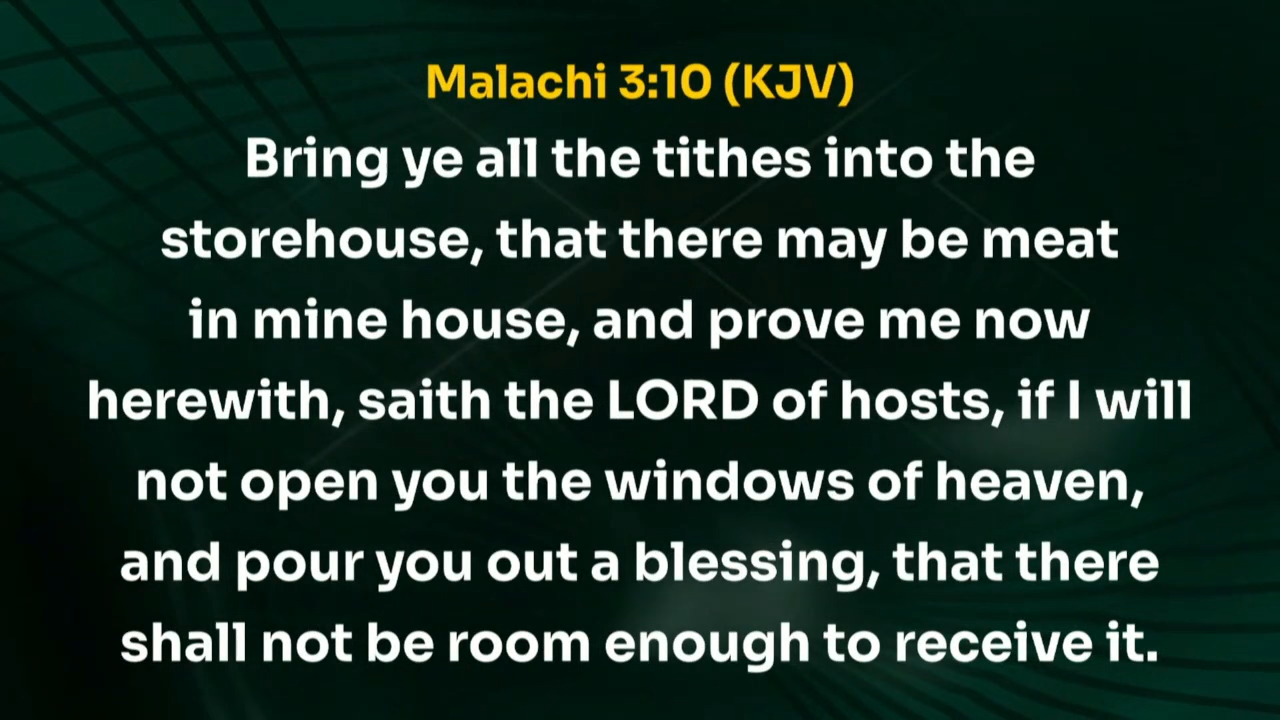 Malachi 3:10 (KJV)
Bring ye all the tithes into the
storehouse, that there may be meat
in mine house, and prove me now
herewith, saith the LORD of hosts, if I will
not open you the windows of heaven,
and pour you out a blessing, that there
shall not be room enough to receive it.